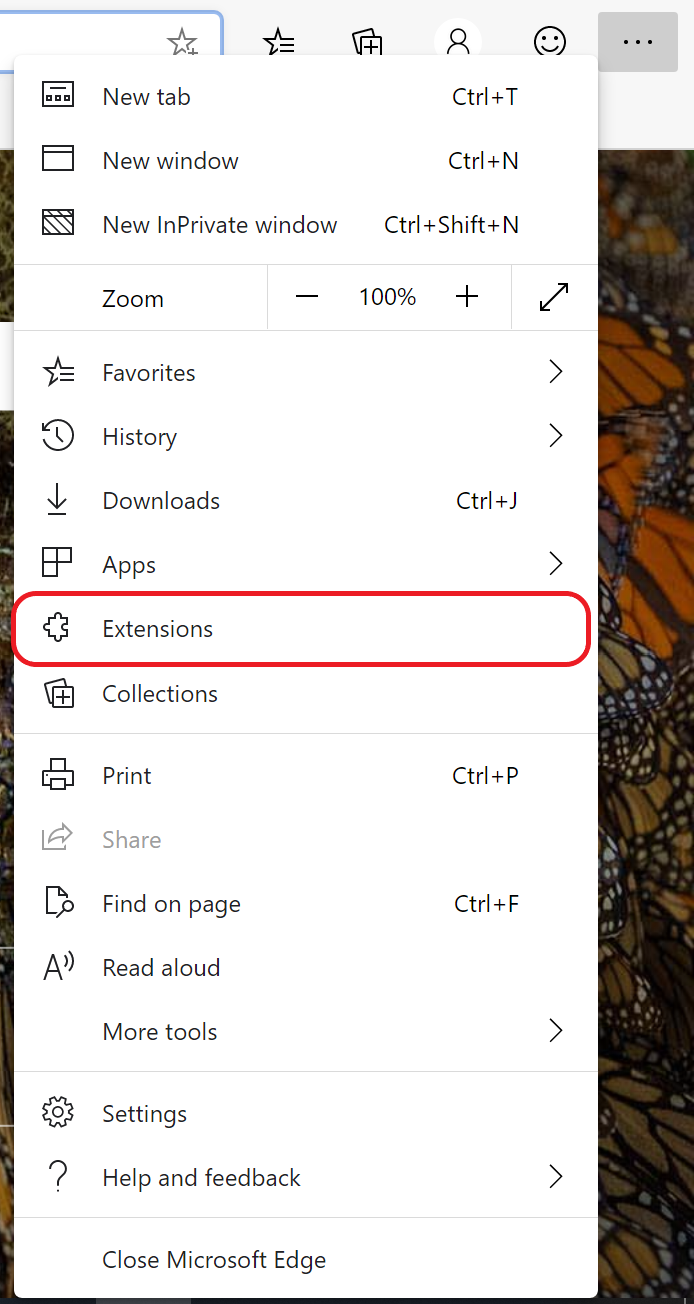 New tab Ctrl+T
New window Ctrl+N
New InPrivate window Ctrl+Shift+N
Zoom 100%
Favorites
History
Downloads Ctrl+J
Apps
Extensions
Collections
Print Ctrl+P
Share
Find on page Ctrl+F
Read aloud
More tools
Settings
Help and feedback
Close Microsoft Edge